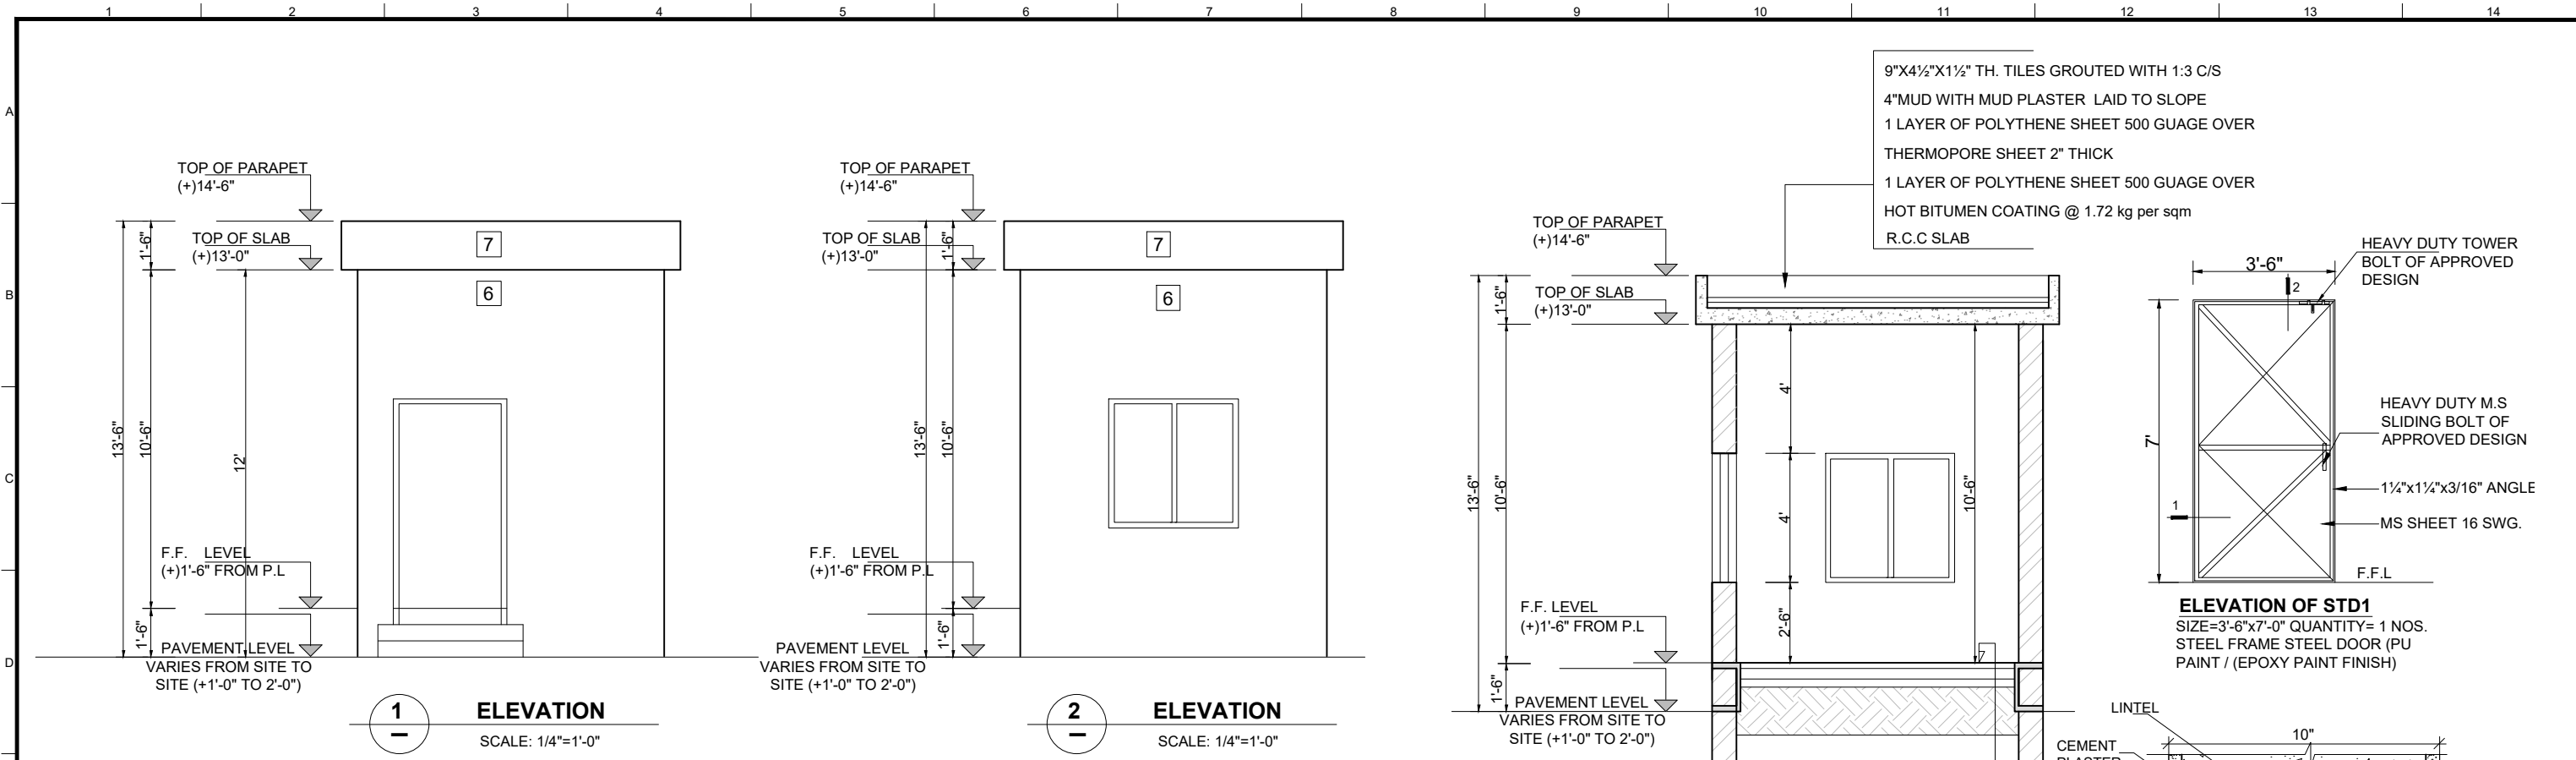 1 2 3 4 5 6 7 8 9 10 11 12 13 14
A
B
C
D
TOP OF PARAPET
(+)14'-6"
TOP OF SLAB
(+)13'-0"
1'-6"
7
6
13'-6"
10'-6"
12'
F.F. LEVEL
(+)1'-6" FROM P.L
1'-6"
PAVEMENT LEVEL
VARIES FROM SITE TO
SITE (+1'-0" TO 2'-0")
1
ELEVATION
SCALE: 1/4"=1'-0"
TOP OF PARAPET
(+)14'-6"
TOP OF SLAB
(+)13'-0"
1'-6"
7
6
13'-6"
10'-6"
F.F. LEVEL
(+)1'-6" FROM P.L
1'-6"
PAVEMENT LEVEL
VARIES FROM SITE TO
SITE (+1'-0" TO 2'-0")
2
ELEVATION
SCALE: 1/4"=1'-0"
9"X4½"X1½" TH. TILES GROUTED WITH 1:3 C/S
4"MUD WITH MUD PLASTER LAID TO SLOPE
1 LAYER OF POLYTHENE SHEET 500 GUAGE OVER
THERMOPORE SHEET 2" THICK
1 LAYER OF POLYTHENE SHEET 500 GUAGE OVER
HOT BITUMEN COATING @ 1.72 kg per sqm
R.C.C SLAB
TOP OF PARAPET
(+)14'-6"
TOP OF SLAB
(+)13'-0"
1'-6"
13'-6"
10'-6"
4'
4'
2'-6"
10'-6"
F.F. LEVEL
(+)1'-6" FROM P.L
1'-6"
PAVEMENT LEVEL
VARIES FROM SITE TO
SITE (+1'-0" TO 2'-0")
HEAVY DUTY TOWER
BOLT OF APPROVED
DESIGN
3'-6"
2
7'
1
HEAVY DUTY M.S
SLIDING BOLT OF
APPROVED DESIGN
1¼"x1¼"x3/16" ANGLE
MS SHEET 16 SWG.
F.F.L
ELEVATION OF STD1
SIZE=3'-6"x7'-0" QUANTITY= 1 NOS.
STEEL FRAME STEEL DOOR (PU
PAINT / (EPOXY PAINT FINISH)
LINTEL
10"
CEMENT
PLASTER